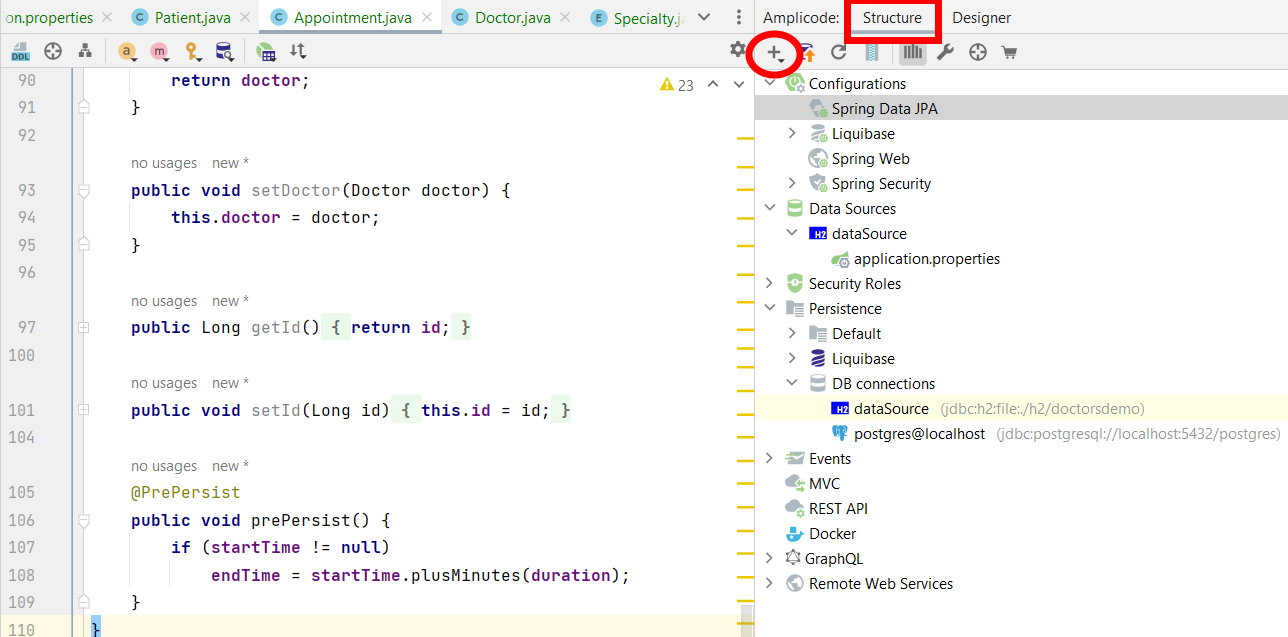 on.properties Patient.java Appointment.java Doctor.java Specialty.j Amplicode: Structure Designer
DDL a m
90 return doctor; 23
91 }
92
no usages new *
93 public void setDoctor(Doctor doctor) {
94 this.doctor = doctor;
95 }
96
no usages new *
97 public Long getId() { return id; }
100
no usages new *
101 public void setId(Long id) { this.id = id; }
104
no usages new *
105 @PrePersist
106 public void prePersist() {
107 if (startTime != null)
108 endTime = startTime.plusMinutes(duration);
109 }
110 }
Configurations
Spring Data JPA
Liquibase
Spring Web
Spring Security
Data Sources
H2 dataSource
application.properties
Security Roles
Persistence
Default
Liquibase
DB connections
H2 dataSource (jdbc:h2:file:./h2/doctorsdemo)
postgres@localhost (jdbc:postgresql://localhost:5432/postgres)
Events
MVC
REST API
Docker
GraphQL
Remote Web Services